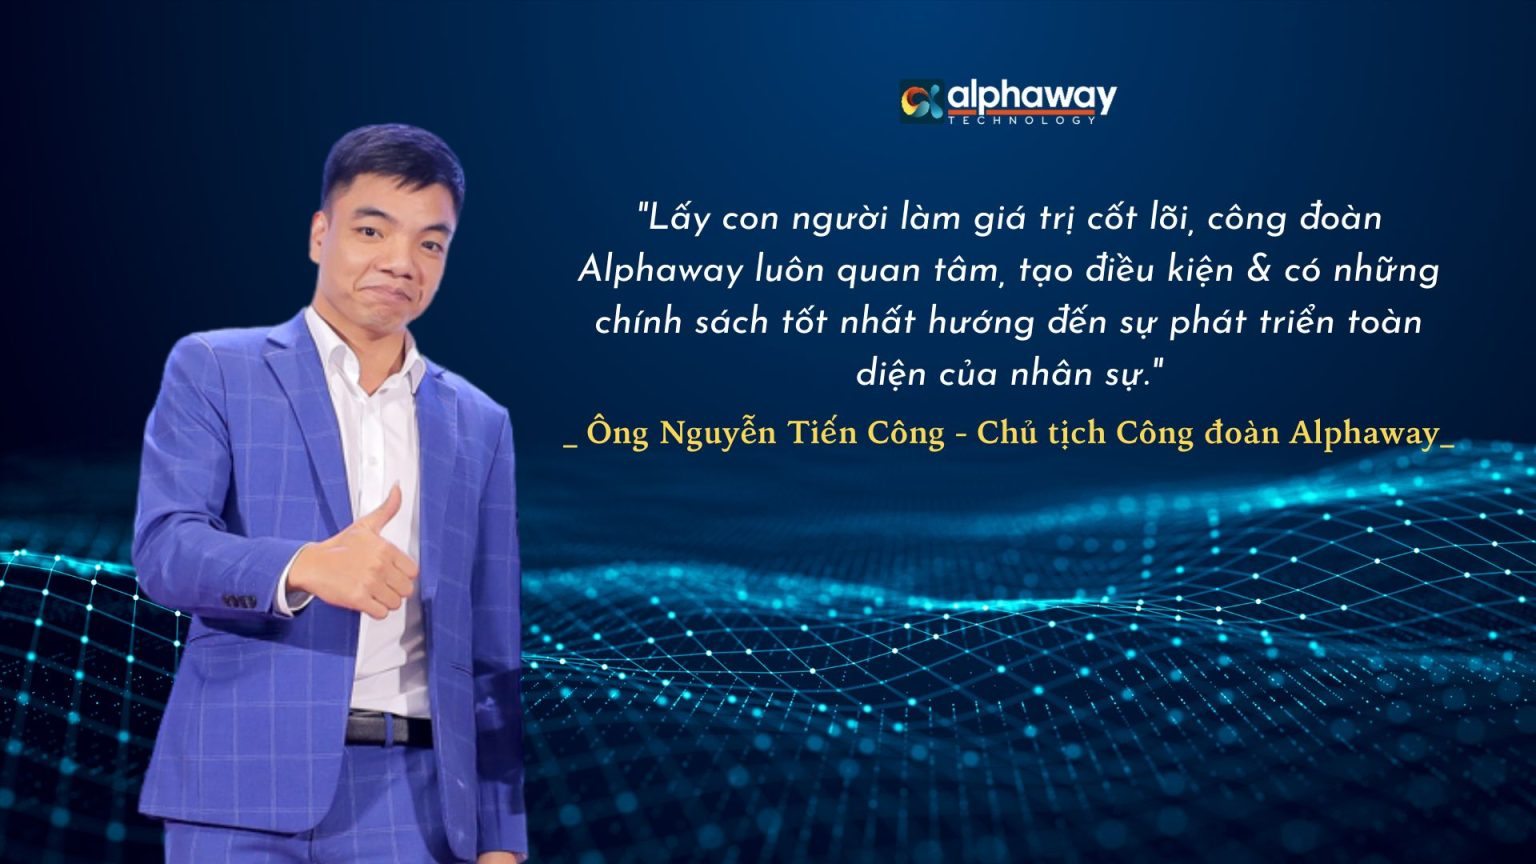 alphaway
TECHNOLOGY
"Lấy con người làm giá trị cốt lõi, công đoàn
Alphaway luôn quan tâm, tạo điều kiện & có những
chính sách tốt nhất hướng đến sự phát triển toàn
diện của nhân sự."
_ Ông Nguyễn Tiến Công - Chủ tịch Công đoàn Alphaway_